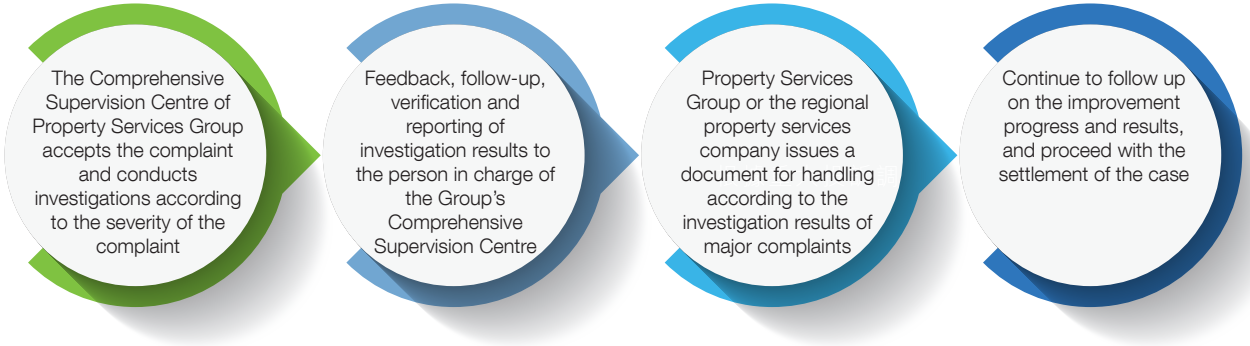 The Comprehensive
Supervision Centre of
Property Services Group
accepts the complaint
and conducts
investigations according
to the severity of the
complaint
Feedback, follow-up,
verification and
reporting of
investigation results to
the person in charge of
the Group’s
Comprehensive
Supervision Centre
Property Services
Group or the regional
property services
company issues a
document for handling
according to the
investigation results of
major complaints
Continue to follow up
on the improvement
progress and results,
and proceed with the
settlement of the case